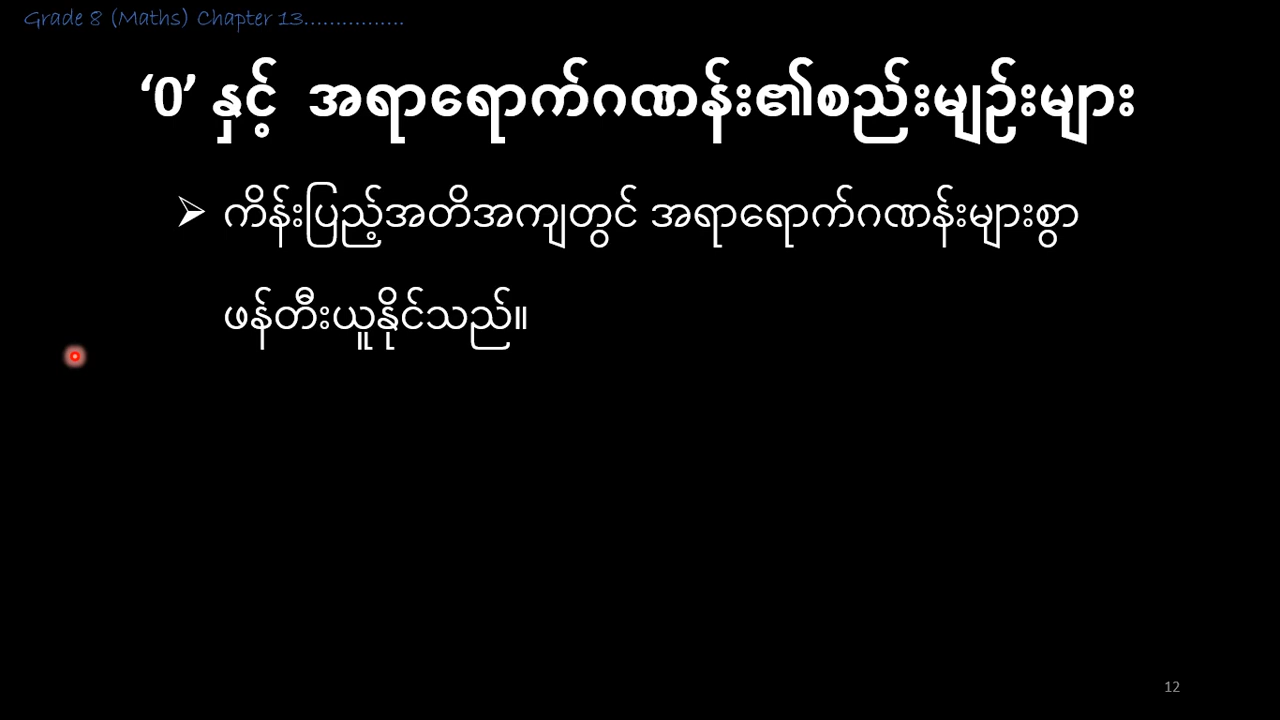 Grade 8 (Maths) Chapter 13................
‘0’ နှင့် အရာရောက်ဂဏန်း၏စည်းမျဉ်းများ
➢ ကိန်းပြည့်အတိအကျတွင် အရာရောက်ဂဏန်းများစွာ
ဖန်တီးယူနိုင်သည်။
12